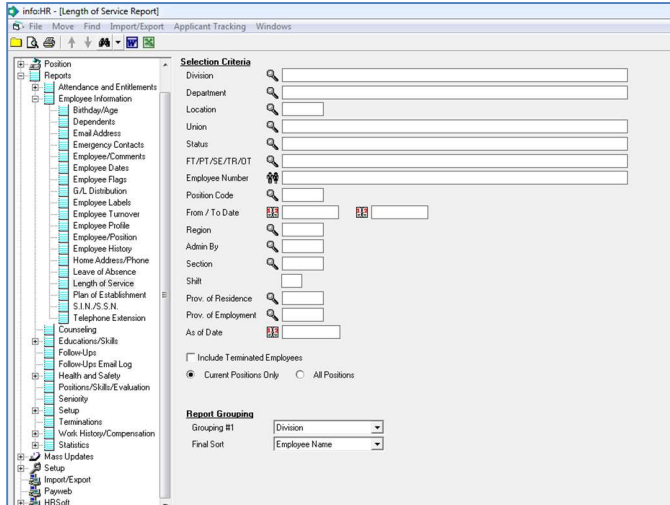 info:HR - [Length of Service Report]
File Move Find Import/Export Applicant Tracking Windows
Position
Reports
Attendance and Entitlements
Employee Information
Birthday/Age
Dependents
Email Address
Emergency Contacts
Employee/Comments
Employee Dates
Employee Flags
G/L Distribution
Employee Labels
Employee Turnover
Employee Profile
Employee/Position
Employee History
Home Address/Phone
Leave of Absence
Length of Service
Plan of Establishment
S.I.N./S.S.N.
Telephone Extension
Counseling
Educations/Skills
Follow-Ups
Follow-Ups Email Log
Health and Safety
Positions/Skills/Evaluation
Seniority
Setup
Terminations
Work History/Compensation
Statistics
Mass Updates
Setup
Import/Export
Payweb
HRSoft
Selection Criteria
Division
Department
Location
Union
Status
FT/PT/SE/TR/OT
Employee Number
Position Code
From / To Date
Region
Admin By
Section
Shift
Prov. of Residence
Prov. of Employment
As of Date
Include Terminated Employees
Current Positions Only All Positions
Report Grouping
Grouping #1 Division
Final Sort Employee Name